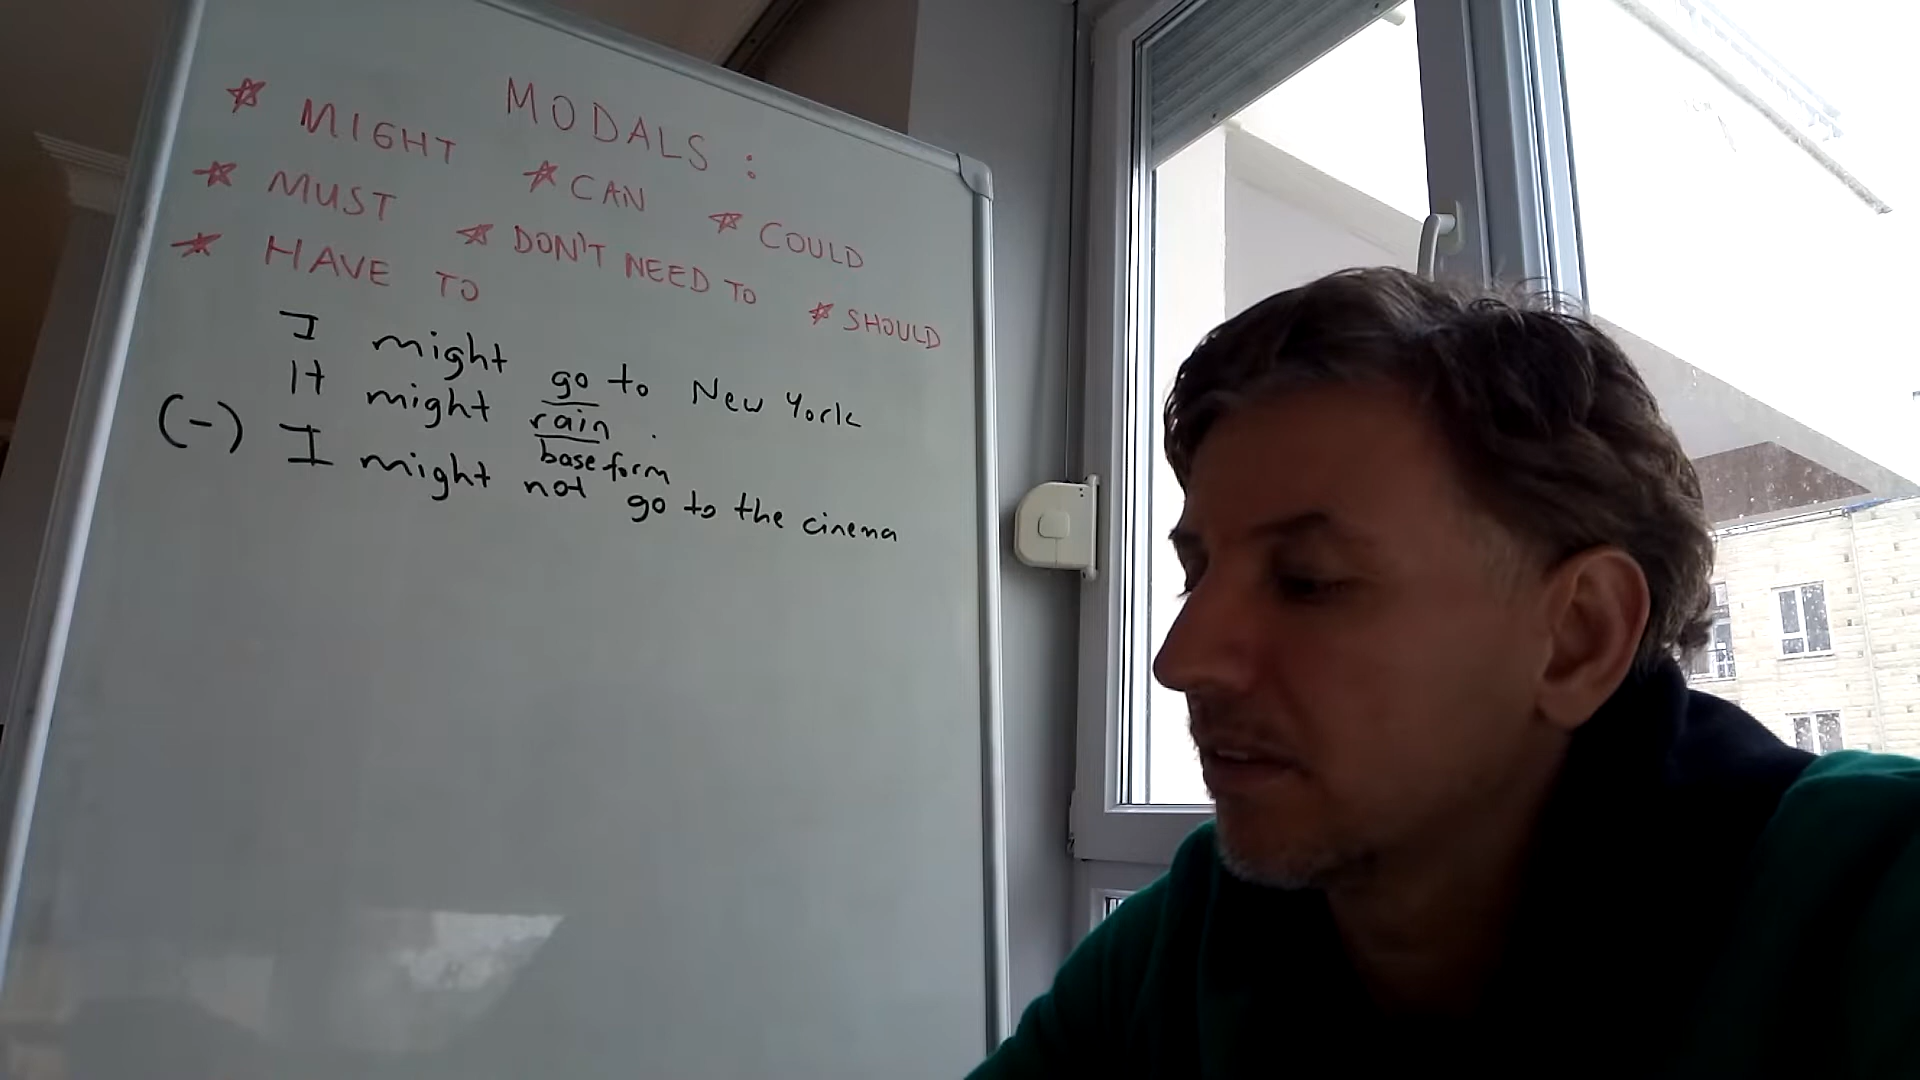 MODALS :
☆ MIGHT ☆ CAN ☆ COULD
☆ MUST ☆ DON'T NEED TO ☆ SHOULD
☆ HAVE TO
I might go to New York
It might rain .
base form
(-) I might not go to the cinema